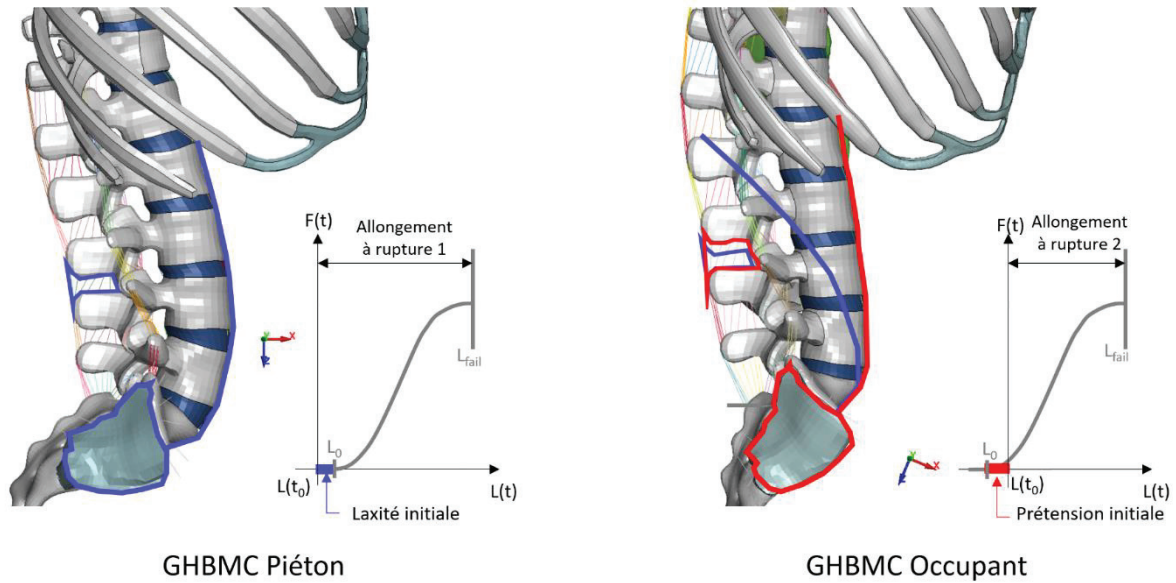 F(t)
Allongement
à rupture 1
L_fail
L_0
L(t_0)
L(t)
Laxité initiale
X
GHBMC Piéton
F(t)
Allongement
à rupture 2
L_fail
L_0
L(t_0)
L(t)
Prétension initiale
X
GHBMC Occupant